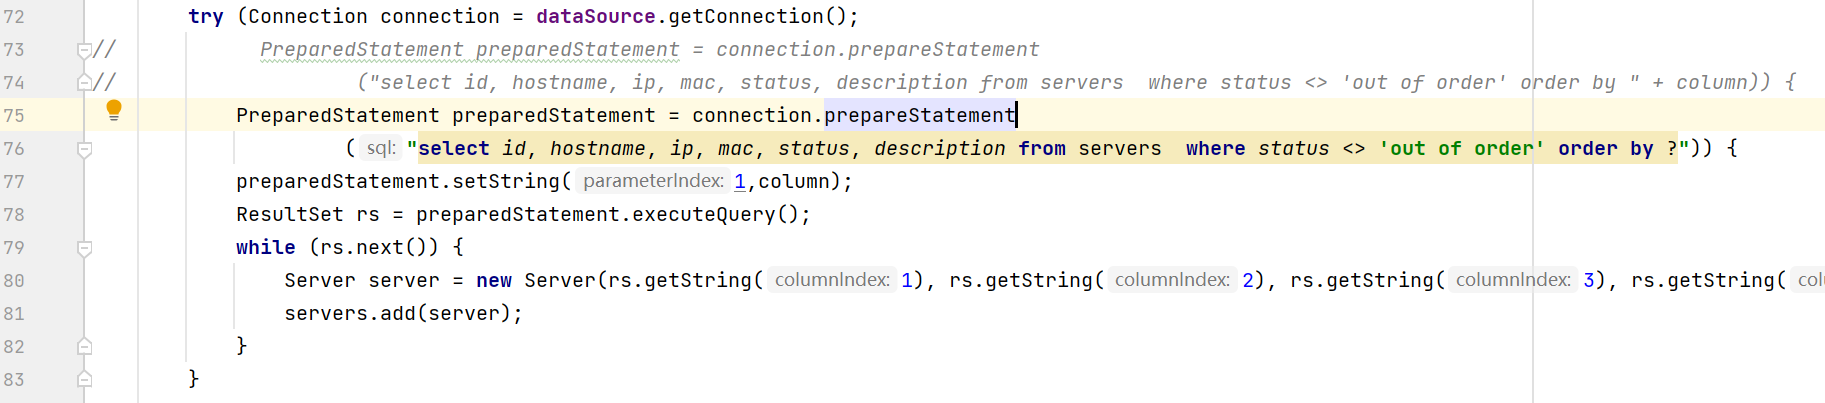 72 try (Connection connection = dataSource.getConnection();
73 // PreparedStatement preparedStatement = connection.prepareStatement
74 // ("select id, hostname, ip, mac, status, description from servers  where status <> 'out of order' order by " + column)) {
75 PreparedStatement preparedStatement = connection.prepareStatement
76 ( sql: "select id, hostname, ip, mac, status, description from servers  where status <> 'out of order' order by ?")) {
77 preparedStatement.setString( parameterIndex: 1,column);
78 ResultSet rs = preparedStatement.executeQuery();
79 while (rs.next()) {
80 Server server = new Server(rs.getString( columnIndex: 1), rs.getString( columnIndex: 2), rs.getString( columnIndex: 3), rs.getString(
81 servers.add(server);
82 }
83 }